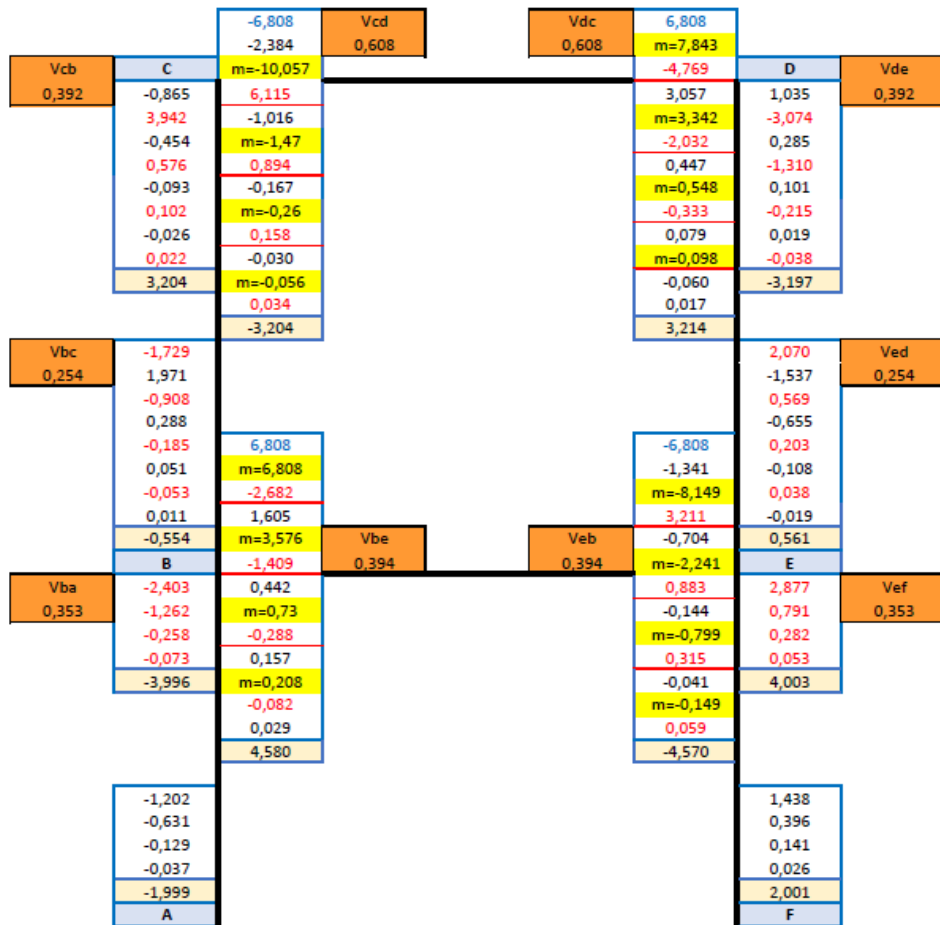 -6,808 Vcd Vdc 6,808
-2,384 0,608 0,608 m=7,843
Vcb C m=-10,057 -4,769 D Vde
0,392 -0,865 6,115 3,057 1,035 0,392
3,942 -1,016 m=3,342 -3,074
-0,454 m=-1,47 -2,032 0,285
0,576 0,894 0,447 -1,310
-0,093 -0,167 m=0,548 0,101
0,102 m=-0,26 -0,333 -0,215
-0,026 0,158 0,079 0,019
0,022 -0,030 m=0,098 -0,038
3,204 m=-0,056 -0,060 -3,197
0,034 0,017
-3,204 3,214
Vbc -1,729 2,070 Ved
0,254 1,971 -1,537 0,254
-0,908 0,569
0,288 -0,655
-0,185 6,808 -6,808 0,203
0,051 m=6,808 -1,341 -0,108
-0,053 -2,682 m=-8,149 0,038
0,011 1,605 3,211 -0,019
-0,554 m=3,576 Vbe Veb -0,704 0,561
B -1,409 0,394 0,394 m=-2,241 E
Vba -2,403 0,442 0,883 2,877 Vef
0,353 -1,262 m=0,73 -0,144 0,791 0,353
-0,258 -0,288 m=-0,799 0,282
-0,073 0,157 0,315 0,053
-3,996 m=0,208 -0,041 4,003
-0,082 m=-0,149
0,029 0,059
4,580 -4,570
-1,202 1,438
-0,631 0,396
-0,129 0,141
-0,037 0,026
-1,999 2,001
A F